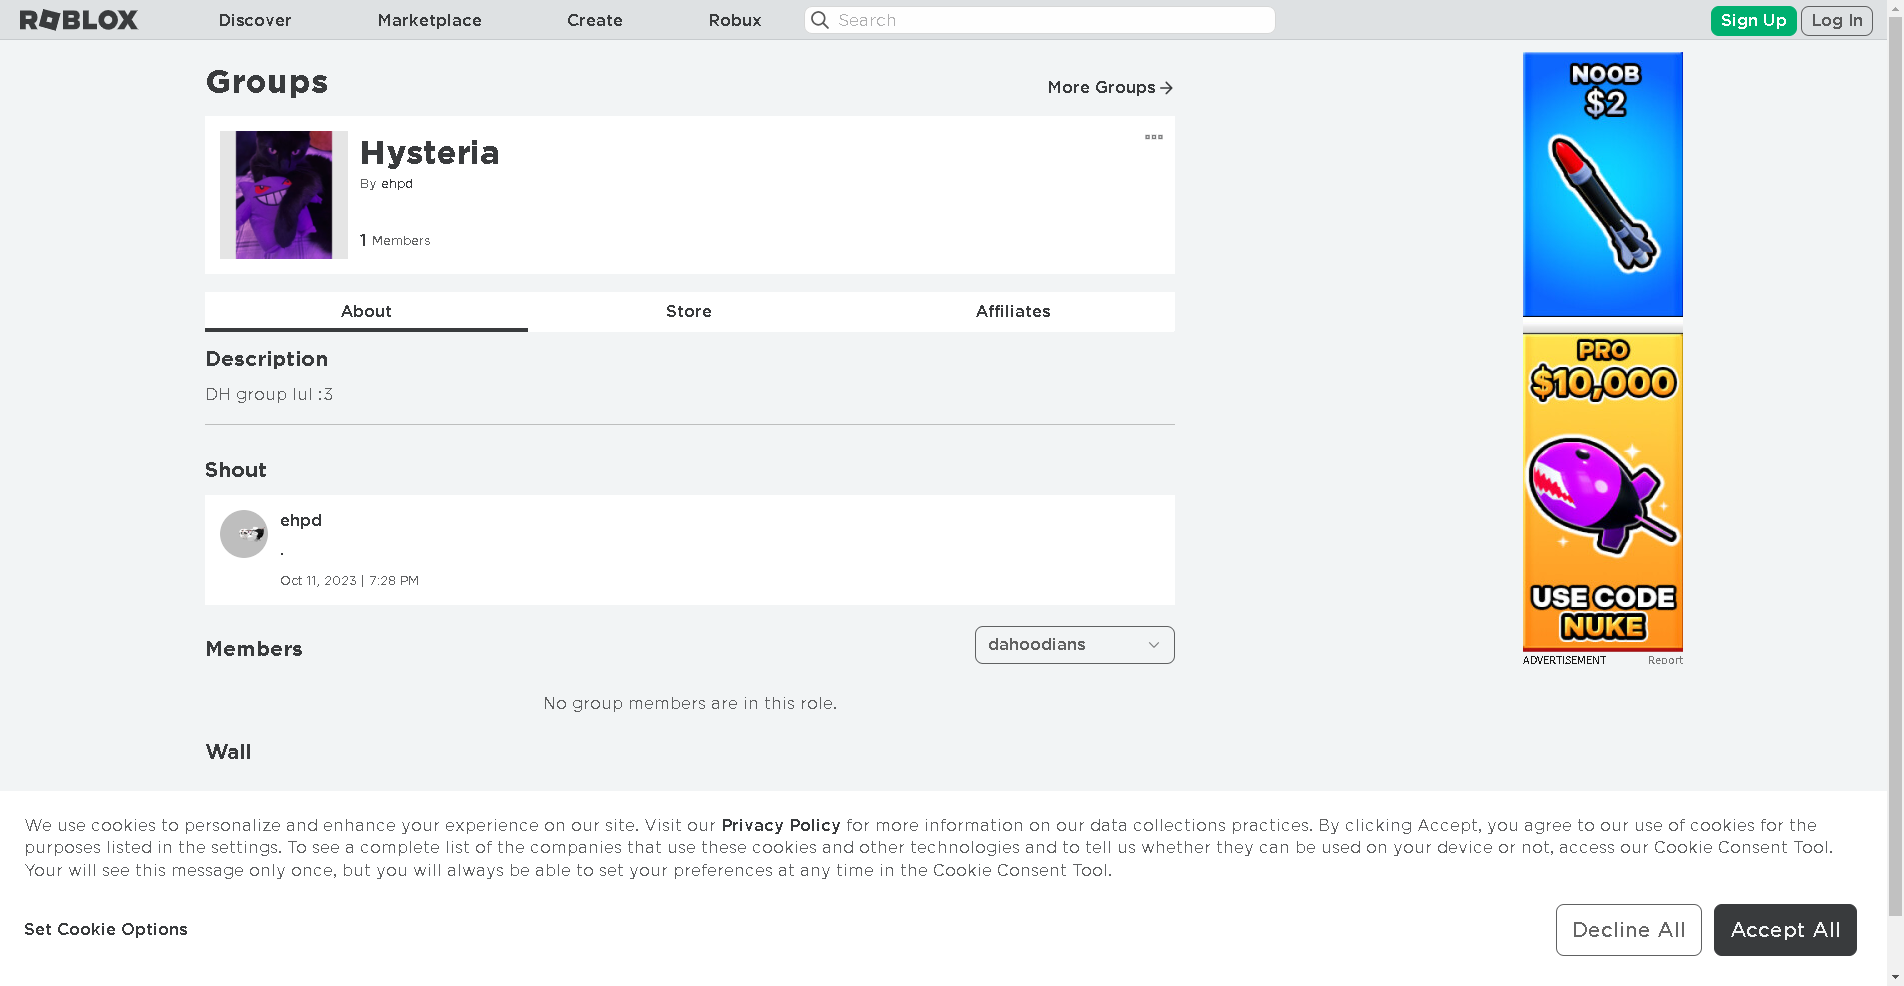 ROBLOX
Discover
Marketplace
Create
Robux
Search
Sign Up
Log In
Groups
More Groups
Hysteria
By ehpd
1 Members
About
Store
Affiliates
Description
DH group lul :3
Shout
ehpd
.
Oct 11, 2023 | 7:28 PM
Members
dahoodians
No group members are in this role.
Wall
NOOB
$2
PRO
$10,000
USE CODE
NUKE
ADVERTISEMENT
Report
We use cookies to personalize and enhance your experience on our site. Visit our Privacy Policy for more information on our data collections practices. By clicking Accept, you agree to our use of cookies for the
purposes listed in the settings. To see a complete list of the companies that use these cookies and other technologies and to tell us whether they can be used on your device or not, access our Cookie Consent Tool.
Your will see this message only once, but you will always be able to set your preferences at any time in the Cookie Consent Tool.
Set Cookie Options
Decline All
Accept All